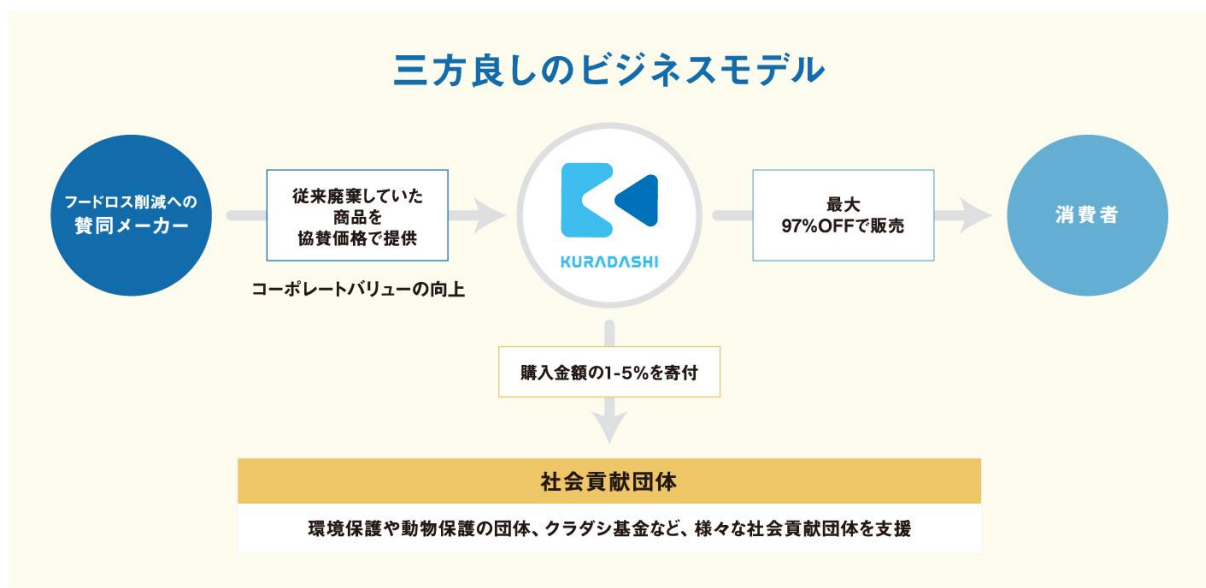 三方良しのビジネスモデル
フードロス削減への
賛同メーカー
従来廃棄していた
商品を
協賛価格で提供
コーポレートバリューの向上
KURADASHI
最大
97%OFFで販売
消費者
購入金額の1-5%を寄付
社会貢献団体
環境保護や動物保護の団体、クラダシ基金など、様々な社会貢献団体を支援